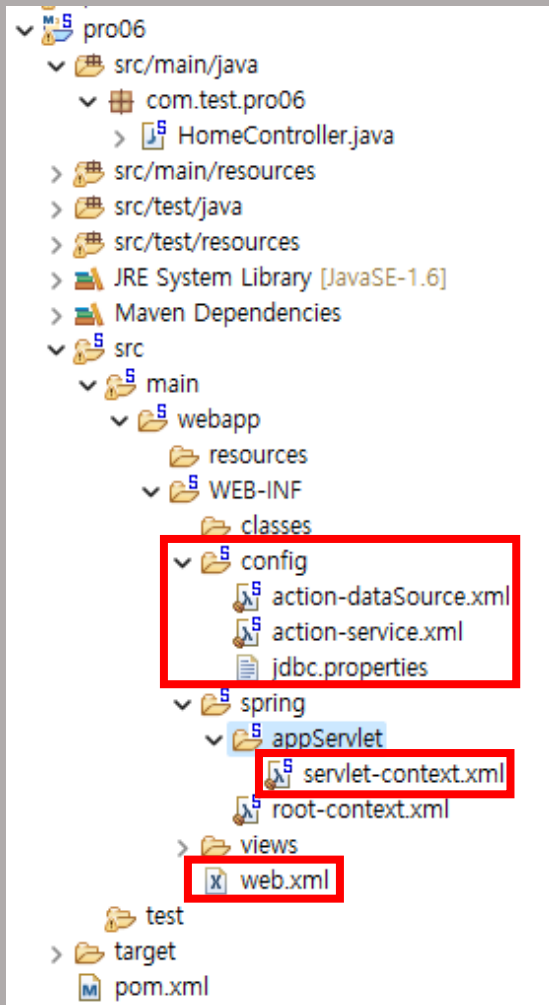 pro06
src/main/java
com.test.pro06
HomeController.java
src/main/resources
src/test/java
src/test/resources
JRE System Library [JavaSE-1.6]
Maven Dependencies
src
main
webapp
resources
WEB-INF
classes
config
action-dataSource.xml
action-service.xml
jdbc.properties
spring
appServlet
servlet-context.xml
root-context.xml
views
web.xml
test
target
pom.xml